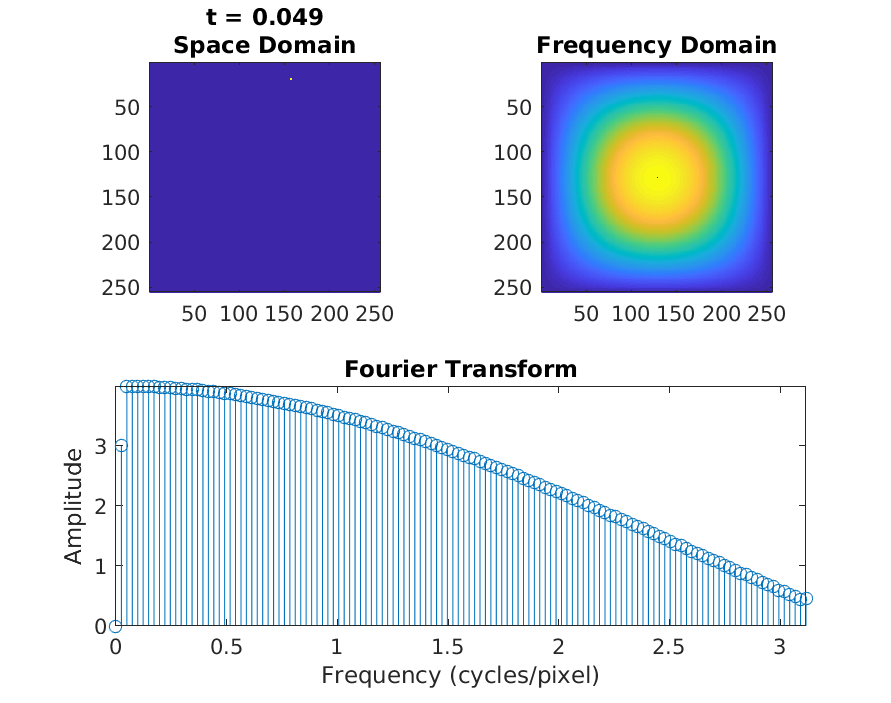 t = 0.049
Space Domain
Frequency Domain
50
100
150
200
250
50 100 150 200 250
50
100
150
200
250
50 100 150 200 250
Fourier Transform
Amplitude
3
2
1
0
0 0.5 1 1.5 2 2.5 3
Frequency (cycles/pixel)